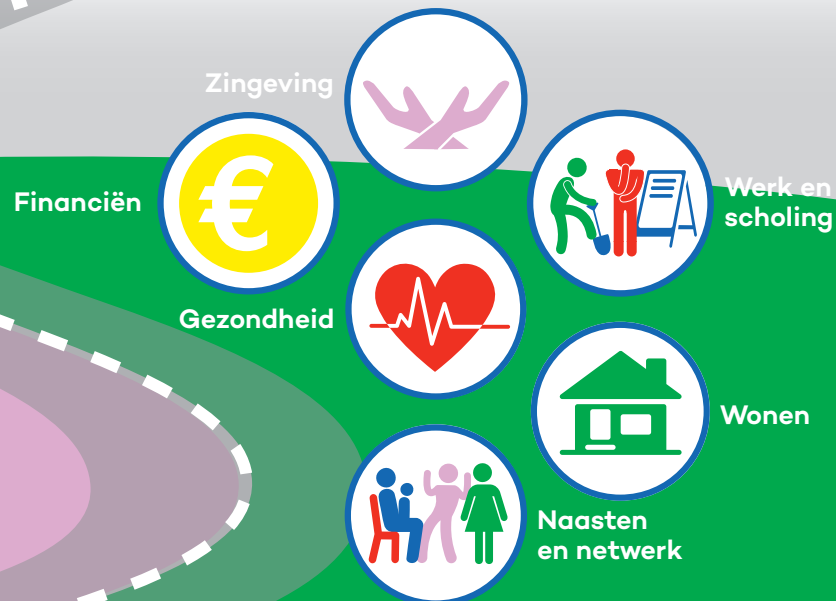 Zingeving
Financiën
€
Werk en
scholing
Gezondheid
Wonen
Naasten
en netwerk